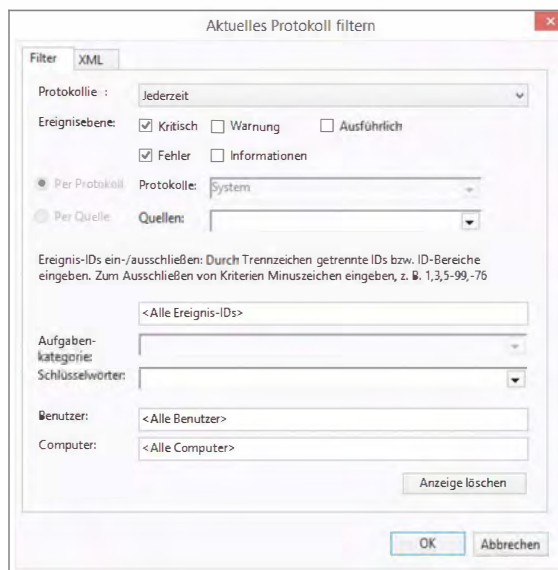 Aktuelles Protokoll filtern
Filter XML
Protokollie : Jederzeit
Ereignisebene: Kritisch Warnung Ausführlich
Fehler Informationen
Per Protokoll Protokolle: System
Per Quelle Quellen:
Ereignis-IDs ein-/ausschließen: Durch Trennzeichen getrennte IDs bzw. ID-Bereiche
eingeben. Zum Ausschließen von Kriterien Minuszeichen eingeben, z. B. 1,3,5-99,-76
<Alle Ereignis-IDs>
Aufgaben-
kategorie:
Schlüsselwörter:
Benutzer: <Alle Benutzer>
Computer: <Alle Computer>
Anzeige löschen
OK Abbrechen